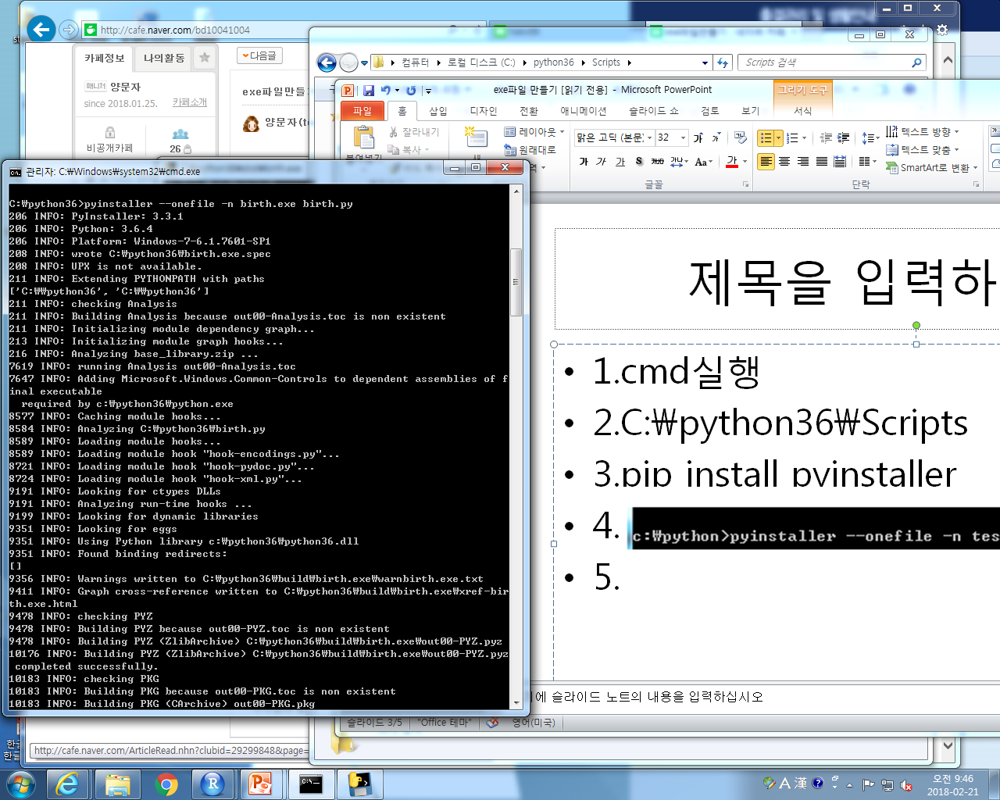 http://cafe.naver.com/bd10041004
카페정보
나의활동
다음글
매니저 양문자
since 2018.01.25.
카페소개
비공개카페
26
exe파일만들기
양문자(t
컴퓨터
로컬 디스크 (C:)
python36
Scripts
Scripts 검색
exe파일 만들기 [읽기 전용] - Microsoft PowerPoint
그리기 도구
파일
홈
삽입
디자인
전환
애니메이션
슬라이드 쇼
검토
보기
서식
잘라내기
복사
레이아웃
원래대로
맑은 고딕 (본문)
32
가 가 가 S 가나 Aa 가
글꼴
텍스트 방향
텍스트 맞춤
SmartArt로 변환
단락
관리자: C:₩Windows₩system32₩cmd.exe
C:₩python36>pyinstaller --onefile -n birth.exe birth.py
206 INFO: PyInstaller: 3.3.1
206 INFO: Python: 3.6.4
206 INFO: Platform: Windows-7-6.1.7601-SP1
208 INFO: wrote C:₩python36₩birth.exe.spec
208 INFO: UPX is not available.
211 INFO: Extending PYTHONPATH with paths
['C:₩₩python36', 'C:₩₩python36']
211 INFO: checking Analysis
211 INFO: Building Analysis because out00-Analysis.toc is non existent
211 INFO: Initializing module dependency graph...
213 INFO: Initializing module graph hooks...
216 INFO: Analyzing base_library.zip ...
7619 INFO: running Analysis out00-Analysis.toc
7647 INFO: Adding Microsoft.Windows.Common-Controls to dependent assemblies of f
inal executable
  required by c:₩python36₩python.exe
8577 INFO: Caching module hooks...
8584 INFO: Analyzing C:₩python36₩birth.py
8589 INFO: Loading module hooks...
8589 INFO: Loading module hook "hook-encodings.py"...
8721 INFO: Loading module hook "hook-pydoc.py"...
8724 INFO: Loading module hook "hook-xml.py"...
9191 INFO: Looking for ctypes DLLs
9191 INFO: Analyzing run-time hooks ...
9199 INFO: Looking for dynamic libraries
9351 INFO: Looking for eggs
9351 INFO: Using Python library c:₩python36₩python36.dll
9351 INFO: Found binding redirects:
[]
9356 INFO: Warnings written to C:₩python36₩build₩birth.exe₩warnbirth.exe.txt
9411 INFO: Graph cross-reference written to C:₩python36₩build₩birth.exe₩xref-bir
th.exe.html
9478 INFO: checking PYZ
9478 INFO: Building PYZ because out00-PYZ.toc is non existent
9478 INFO: Building PYZ (ZlibArchive) C:₩python36₩build₩birth.exe₩out00-PYZ.pyz
10176 INFO: Building PYZ (ZlibArchive) C:₩python36₩build₩birth.exe₩out00-PYZ.pyz
 completed successfully.
10183 INFO: checking PKG
10183 INFO: Building PKG because out00-PKG.toc is non existent
10183 INFO: Building PKG (CArchive) out00-PKG.pkg
제목을 입력하
• 1.cmd실행
• 2.C:₩python36₩Scripts
• 3.pip install pyinstaller
• 4. c:₩python>pyinstaller --onefile -n tes
• 5.
에 슬라이드 노트의 내용을 입력하십시오
슬라이드 3/5
"Office 테마"
영어(미국)
http://cafe.naver.com/ArticleRead.nhn?clubid=29299848&page=
A 漢
오전 9:46
2018-02-21